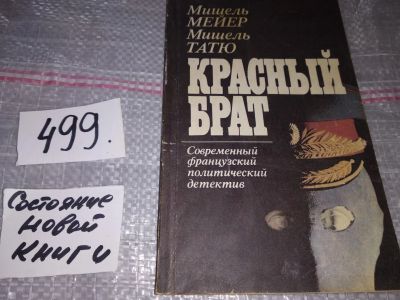 499.
Состояние
новой
книги
Мишель
МЕЙЕР
Мишель
ТАТЮ
КРАСНЫЙ
БРАТ
Современный
французский
политический
детектив